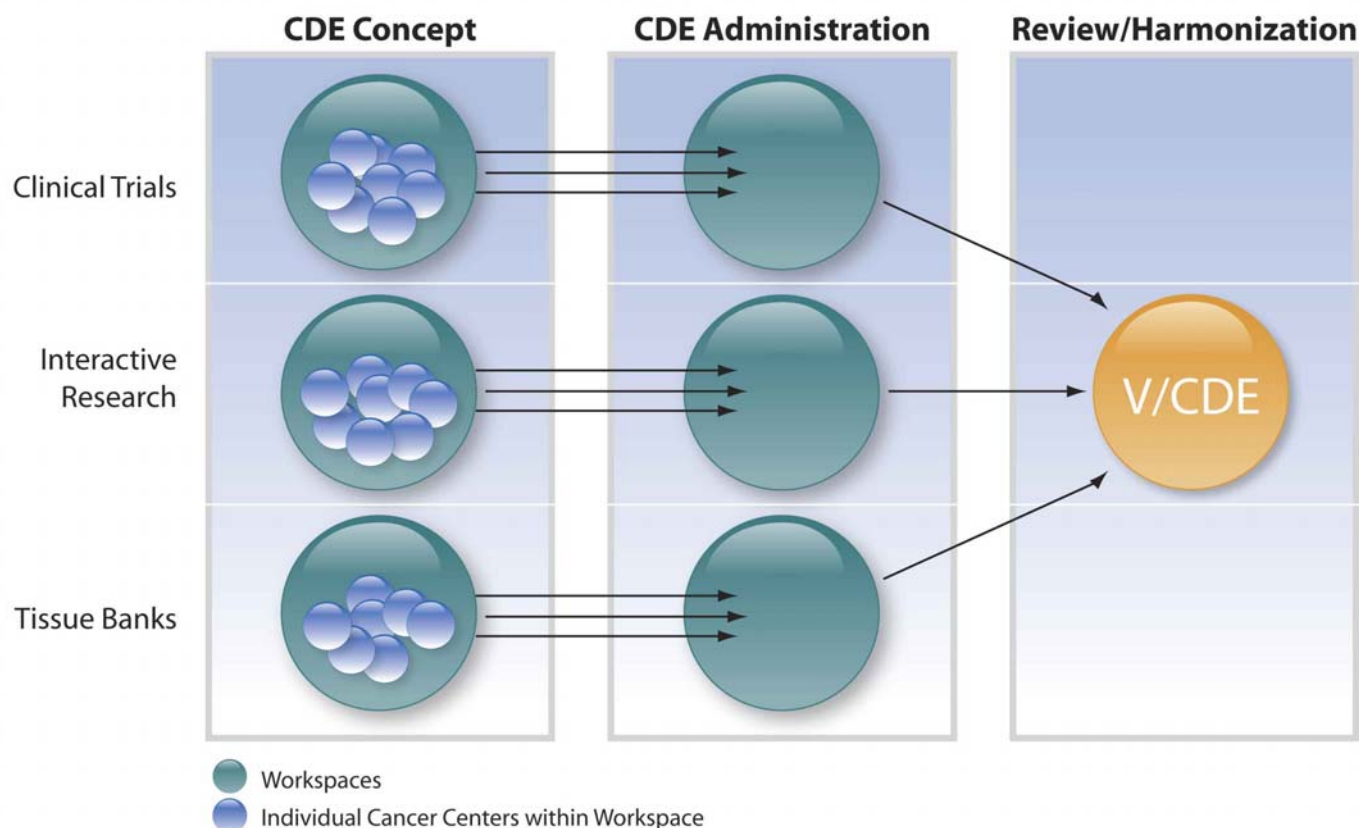 CDE Concept
CDE Administration
Review/Harmonization
Clinical Trials
Interactive
Research
V/CDE
Tissue Banks
Workspaces
Individual Cancer Centers within Workspace